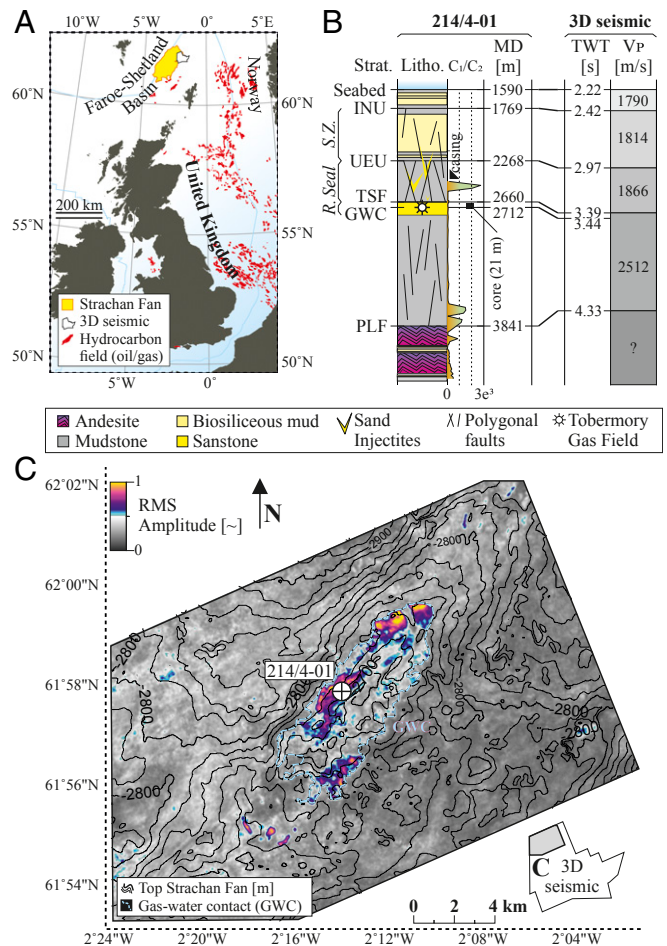 A
60°N
55°N
50°N
10°W
5°W
0°
5°E
Faroe-Shetland
Basin
Norway
United Kingdom
200 km
Strachan Fan
3D seismic
Hydrocarbon
field (oil/gas)
60°N
55°N
50°N
5°W
0°
B
214/4-01
3D seismic
Strat.
Litho.
C₁/C₂
MD
[m]
TWT
[s]
VP
[m/s]
Seabed
1590
2.22
1790
INU
1769
2.42
S.Z.
1814
UEU
2268
2.97
casing
R. Seal
1866
TSF
2660
3.39
GWC
2712
3.44
core (21 m)
2512
PLF
3841
4.33
?
0
3e³
Andesite
Biosiliceous mud
Sand
Injectites
Polygonal
faults
Tobermory
Gas Field
Mudstone
Sanstone
C
62°02"N
62°00"N
61°58"N
61°56"N
61°54"N
1
RMS
Amplitude [~]
0
N
-2900
-2800
-2800
-2800
214/4-01
-2800
2700
-2800
GWC
-2800
-2800
-2800
Top Strachan Fan [m]
Gas-water contact (GWC)
0 2 4 km
C
3D
seismic
2°24"W
2°20"W
2°16"W
2°12"W
2°08"W
2°04"W